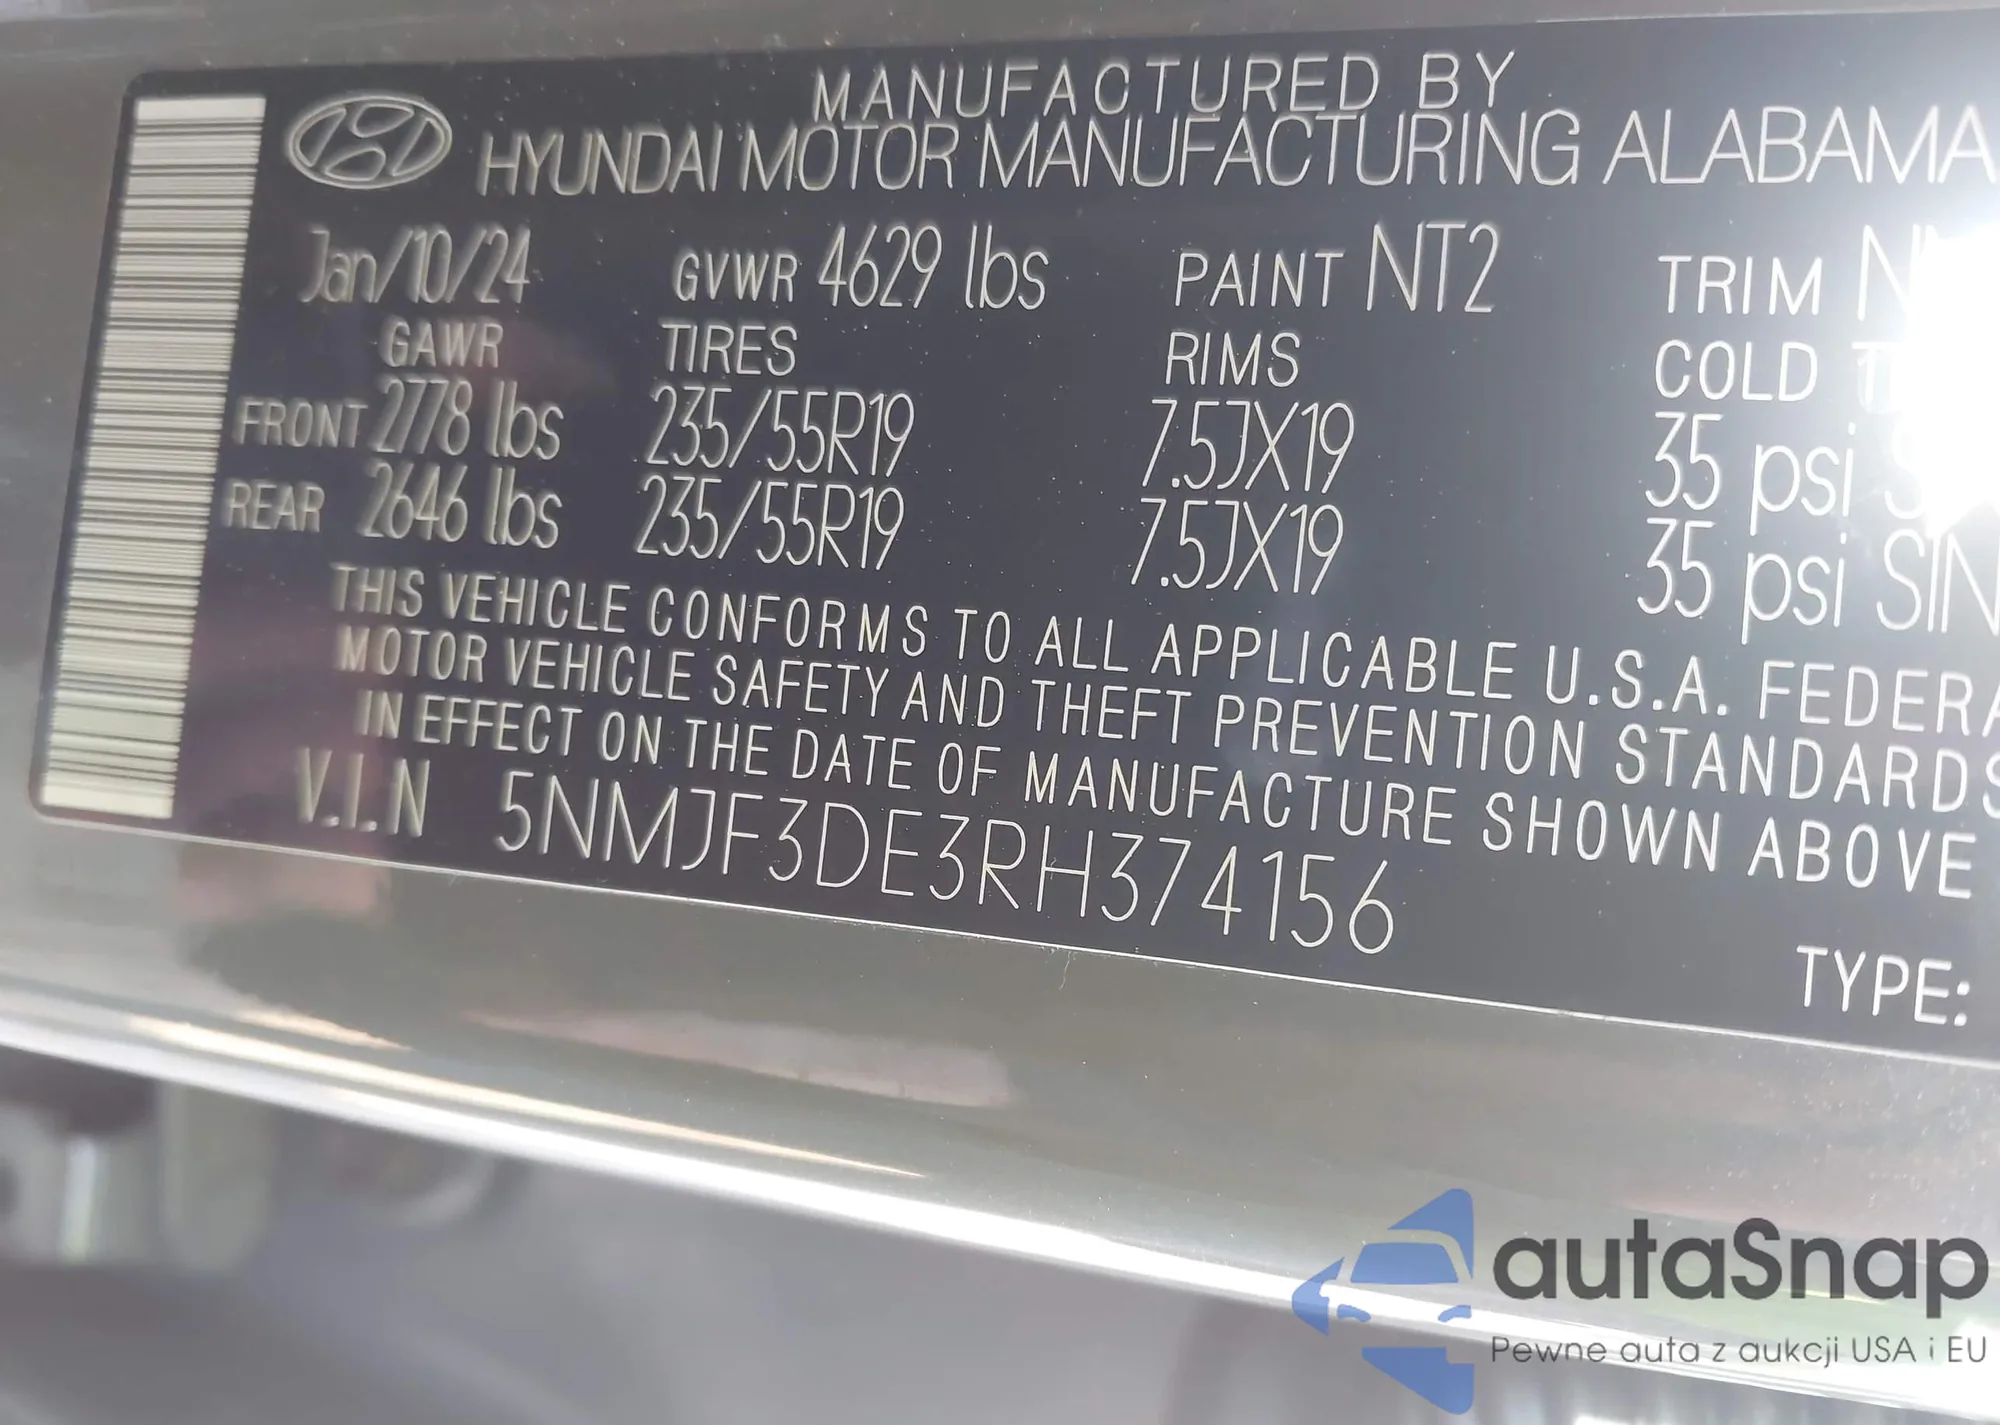 MANUFACTURED BY
HYUNDAI MOTOR MANUFACTURING ALABAMA
Jan/10/24 GVWR 4629 lbs PAINT NT2 TRIM
GAWR TIRES RIMS COLD
FRONT 2778 lbs 235/55R19 7.5JX19 35 psi
REAR 2646 lbs 235/55R19 7.5JX19 35 psi SIN
THIS VEHICLE CONFORMS TO ALL APPLICABLE U.S.A. FEDERA
MOTOR VEHICLE SAFETY AND THEFT PREVENTION STANDARDS
IN EFFECT ON THE DATE OF MANUFACTURE SHOWN ABOVE
V.I.N 5NMJF3DE3RH374156
TYPE:
autaSnap
Pewne auta z aukcji USA i EU